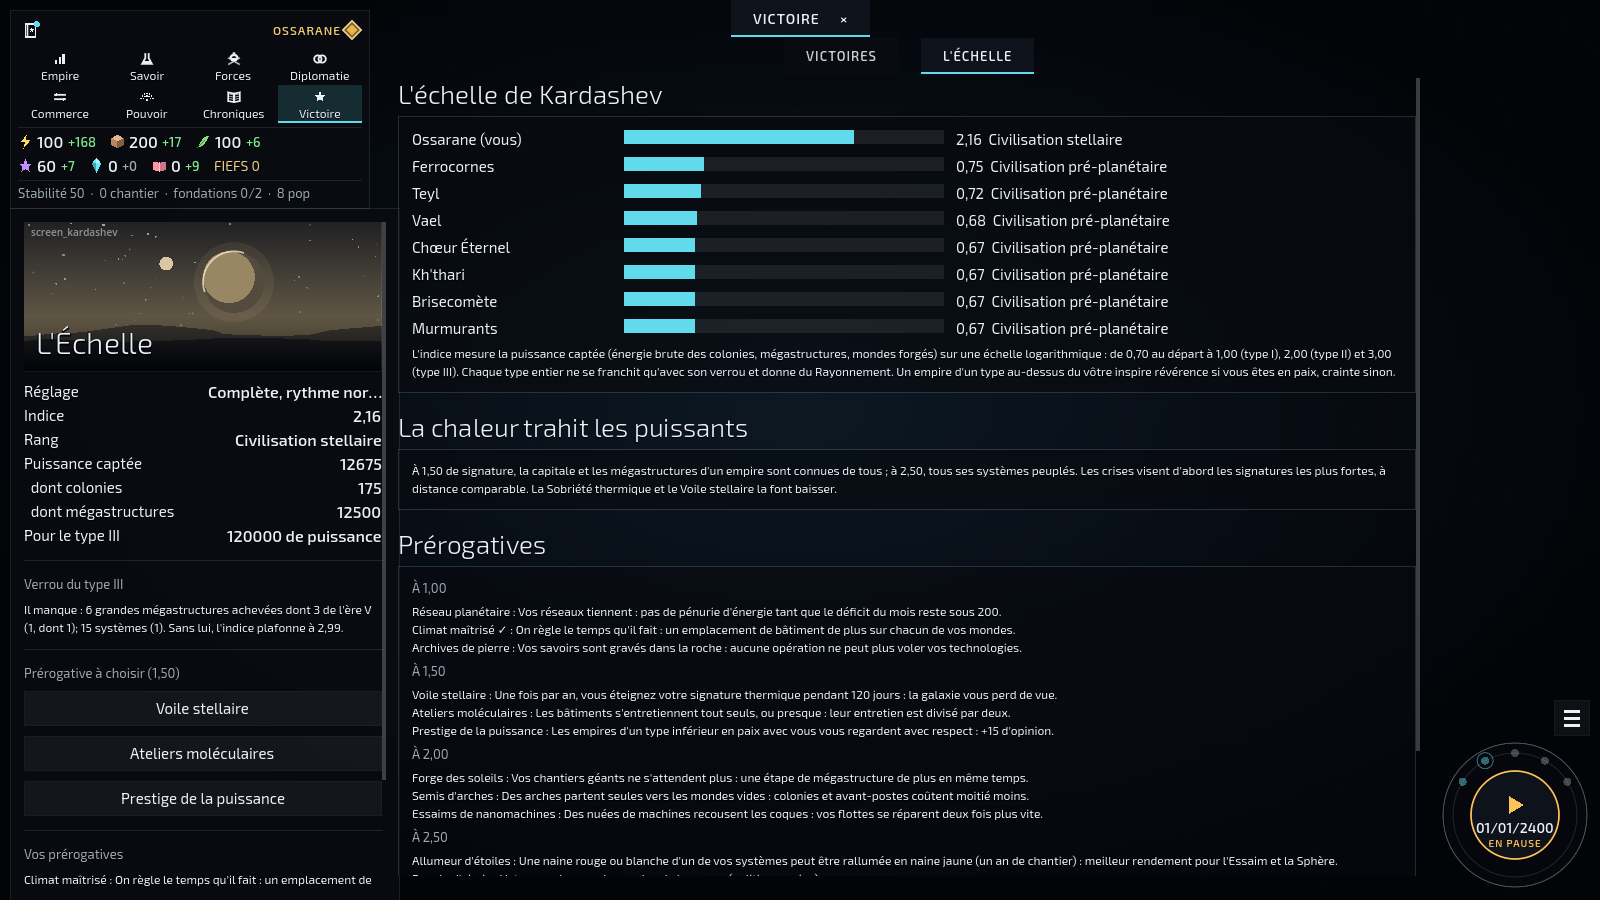 OSSARANE
Empire
Savoir
Forces
Diplomatie
Commerce
Pouvoir
Chroniques
Victoire
100 +168
200 +17
100 +6
60 +7
0 +0
0 +9
FIEFS 0
Stabilité 50 · 0 chantier · fondations 0/2 · 8 pop
screen_kardashev
L'Échelle
Réglage Complète, rythme nor...
Indice 2,16
Rang Civilisation stellaire
Puissance captée 12675
dont colonies 175
dont mégastructures 12500
Pour le type III 120000 de puissance
Verrou du type III
Il manque : 6 grandes mégastructures achevées dont 3 de l'ère V
(1, dont 1); 15 systèmes (1). Sans lui, l'indice plafonne à 2,99.
Prérogative à choisir (1,50)
Voile stellaire
Ateliers moléculaires
Prestige de la puissance
Vos prérogatives
Climat maîtrisé : On règle le temps qu'il fait : un emplacement de
VICTOIRE ×
VICTOIRES
L'ÉCHELLE
L'échelle de Kardashev
Ossarane (vous) 2,16 Civilisation stellaire
Ferrocornes 0,75 Civilisation pré-planétaire
Teyl 0,72 Civilisation pré-planétaire
Vael 0,68 Civilisation pré-planétaire
Chœur Éternel 0,67 Civilisation pré-planétaire
Kh'thari 0,67 Civilisation pré-planétaire
Brisecomète 0,67 Civilisation pré-planétaire
Murmurants 0,67 Civilisation pré-planétaire
L'indice mesure la puissance captée (énergie brute des colonies, mégastructures, mondes forgés) sur une échelle logarithmique : de 0,70 au départ à 1,00 (type I), 2,00 (type II) et 3,00
(type III). Chaque type entier ne se franchit qu'avec son verrou et donne du Rayonnement. Un empire d'un type au-dessus du vôtre inspire révérence si vous êtes en paix, crainte sinon.
La chaleur trahit les puissants
À 1,50 de signature, la capitale et les mégastructures d'un empire sont connues de tous ; à 2,50, tous ses systèmes peuplés. Les crises visent d'abord les signatures les plus fortes, à
distance comparable. La Sobriété thermique et le Voile stellaire la font baisser.
Prérogatives
À 1,00
Réseau planétaire : Vos réseaux tiennent : pas de pénurie d'énergie tant que le déficit du mois reste sous 200.
Climat maîtrisé ✓ : On règle le temps qu'il fait : un emplacement de bâtiment de plus sur chacun de vos mondes.
Archives de pierre : Vos savoirs sont gravés dans la roche : aucune opération ne peut plus voler vos technologies.
À 1,50
Voile stellaire : Une fois par an, vous éteignez votre signature thermique pendant 120 jours : la galaxie vous perd de vue.
Ateliers moléculaires : Les bâtiments s'entretiennent tout seuls, ou presque : leur entretien est divisé par deux.
Prestige de la puissance : Les empires d'un type inférieur en paix avec vous vous regardent avec respect : +15 d'opinion.
À 2,00
Forge des soleils : Vos chantiers géants ne s'attendent plus : une étape de mégastructure de plus en même temps.
Semis d'arches : Des arches partent seules vers les mondes vides : colonies et avant-postes coûtent moitié moins.
Essaims de nanomachines : Des nuées de machines recousent les coques : vos flottes se réparent deux fois plus vite.
À 2,50
Allumeur d'étoiles : Une naine rouge ou blanche d'un de vos systèmes peut être rallumée en naine jaune (un an de chantier) : meilleur rendement pour l'Essaim et la Sphère.
01/01/2400
EN PAUSE